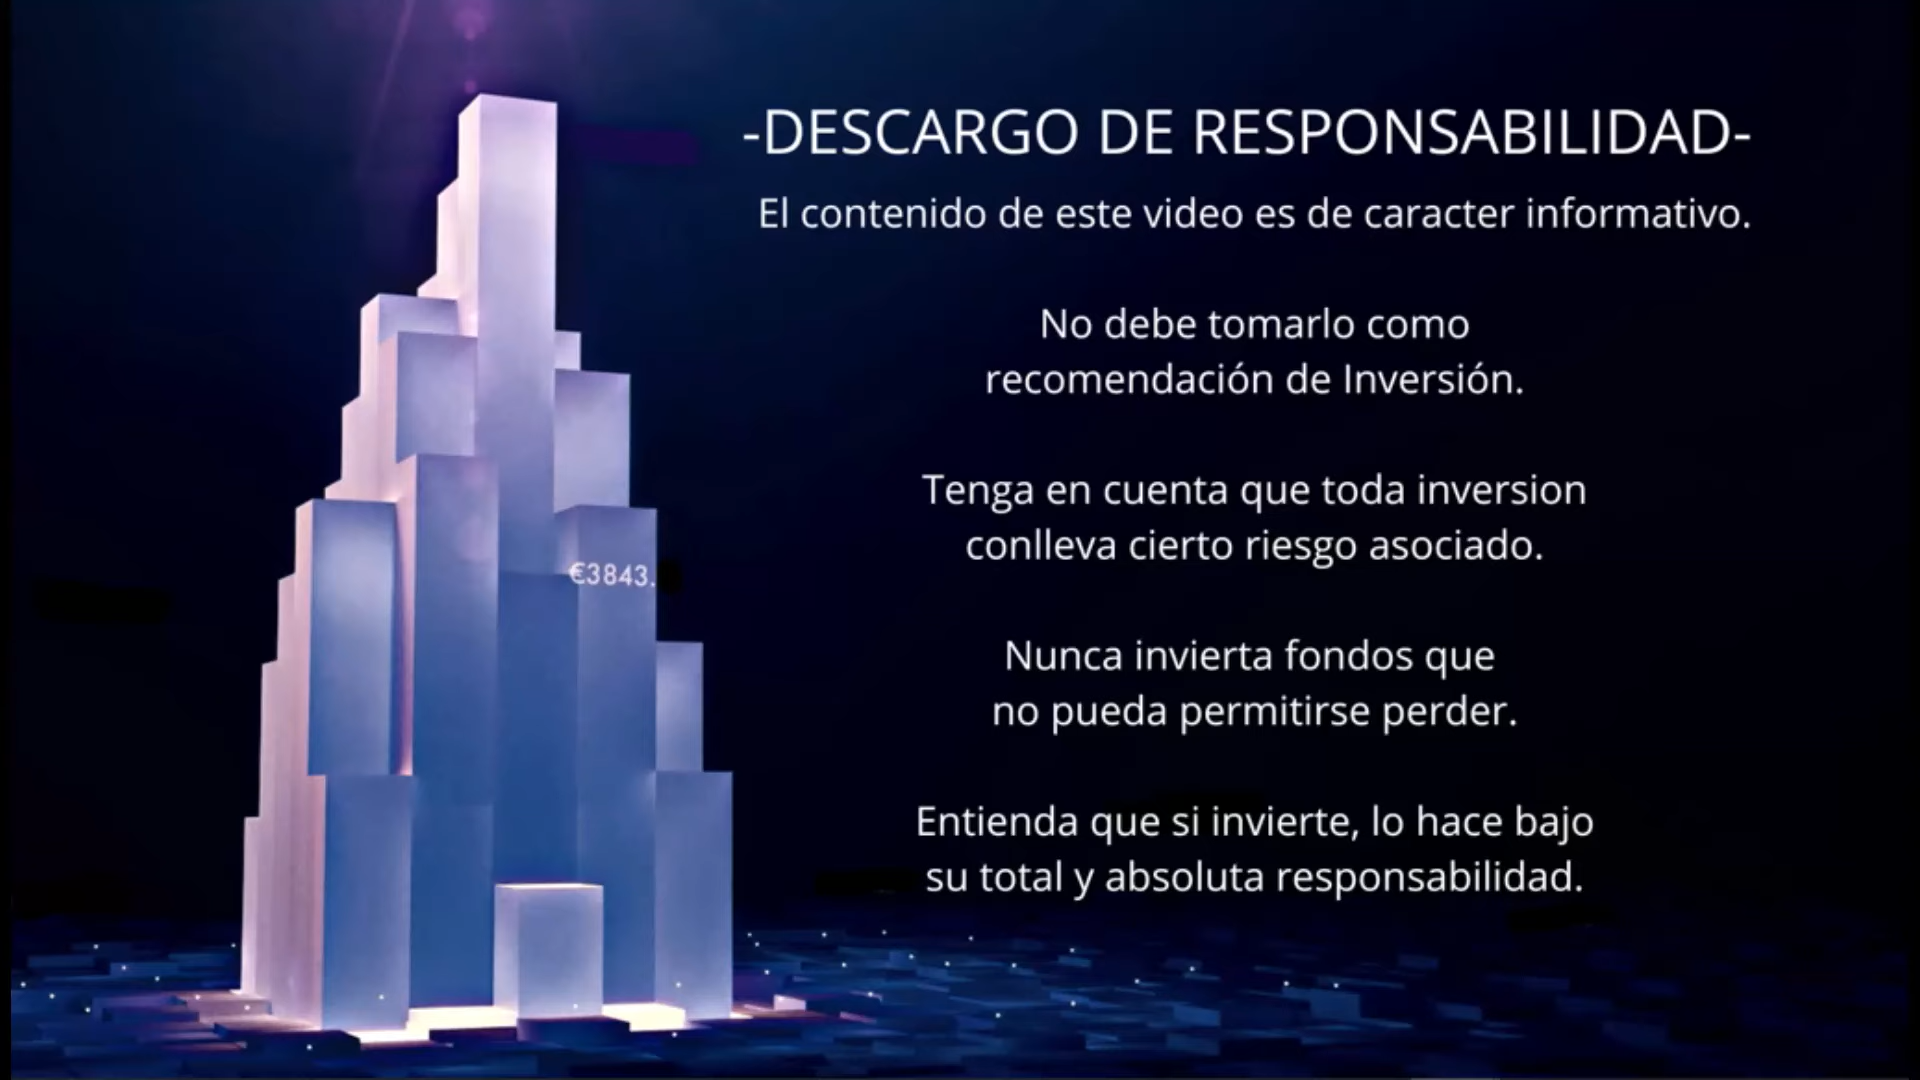 -DESCARGO DE RESPONSABILIDAD-
El contenido de este video es de caracter informativo.
No debe tomarlo como
recomendación de Inversión.
Tenga en cuenta que toda inversion
conlleva cierto riesgo asociado.
€3843.
Nunca invierta fondos que
no pueda permitirse perder.
Entienda que si invierte, lo hace bajo
su total y absoluta responsabilidad.